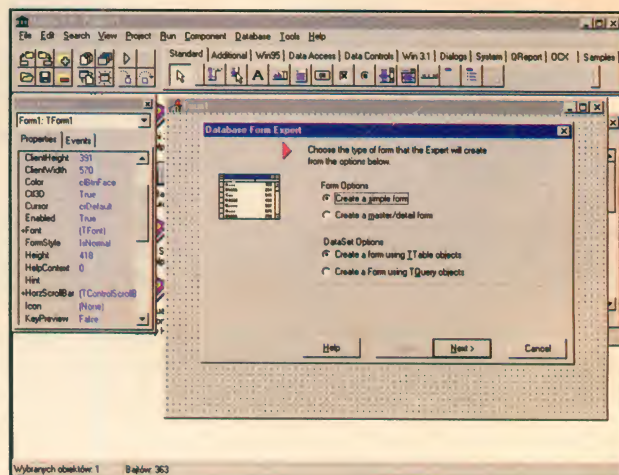 File Edit Search View Project Run Component Database Tools Help
Standard Additional Win95 Data Access Data Controls Win 3.1 Dialogs System QReport OCX Samples
Form1: TForm1
Properties Events
ClientHeight 391
ClientWidth 570
Color clBtnFace
Ctl3D True
Cursor crDefault
Enabled True
+Font (TFont)
FormStyle fsNormal
Height 418
HelpContext 0
Hint
+HorzScrollBar (TControlScrollB
Icon (None)
KeyPreview False
Form1
Database Form Expert
Choose the type of form that the Expert will create
from the options below.
Form Options
Create a simple form
Create a master/detail form
DataSet Options
Create a form using TTable objects
Create a Form using TQuery objects
Help
Next >
Cancel
Wybranych obiektów: 1 Bajtów: 363